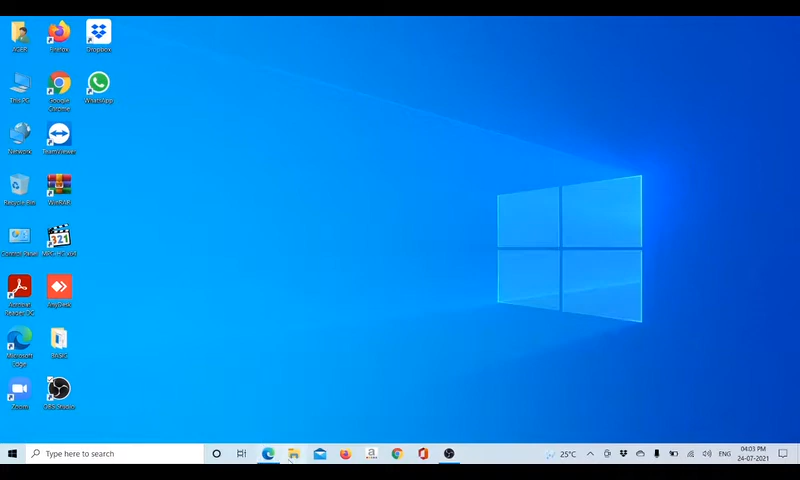 ACER
Firefox
Dropbox
This PC
Google
Chrome
WhatsApp
Network
TeamViewer
Recycle Bin
WinRAR
Control Panel
MPC-HC x64
Acrobat
Reader DC
AnyDesk
Microsoft
Edge
Zoom
OBS Studio
Type here to search
25°C
ENG
04:03 PM
24-07-2021